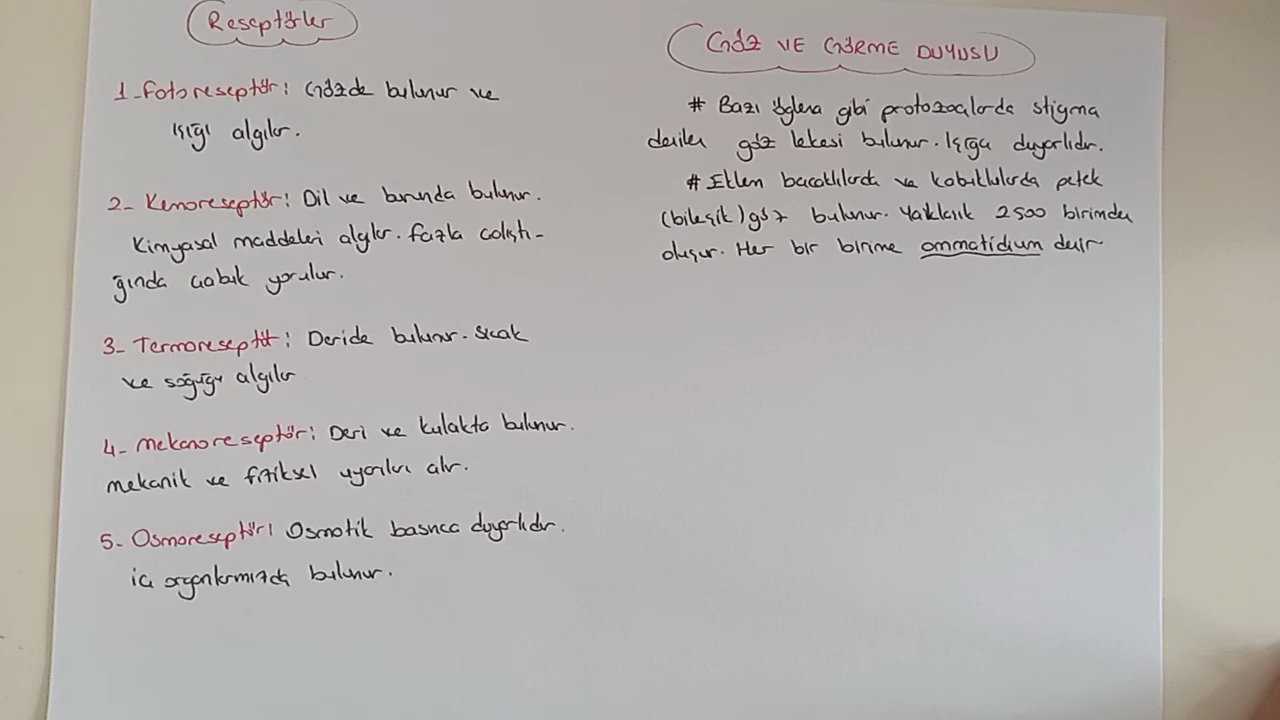 Reseptörler
1-Fotoreseptör: Gözde bulunur ve
ışığı algılar.
2- Kemoreseptör: Dil ve burunda bulunur.
Kimyasal maddeleri algılar. Fazla çalıştı-
ğında çabuk yorulur.
3- Termoreseptör: Deride bulunur. Sıcak
ve soğuğu algılar
4- Mekanoreseptör: Deri ve kulakta bulunur.
mekanik ve fiziksel uyarıları alır.
5- Osmoreseptör: Osmotik basınca duyarlıdır.
iç organlarımızda bulunur.
GÖZ VE GÖRME DUYUSU
# Bazı öglena gibi protozoalarda stigma
denilen göz lekesi bulunur. Işığa duyarlıdır.
# Eklem bacaklılarda ve kabuklularda petek
(bileşik) göz bulunur. Yaklaşık 2500 birimden
oluşur. Her bir birime ommatidium denir